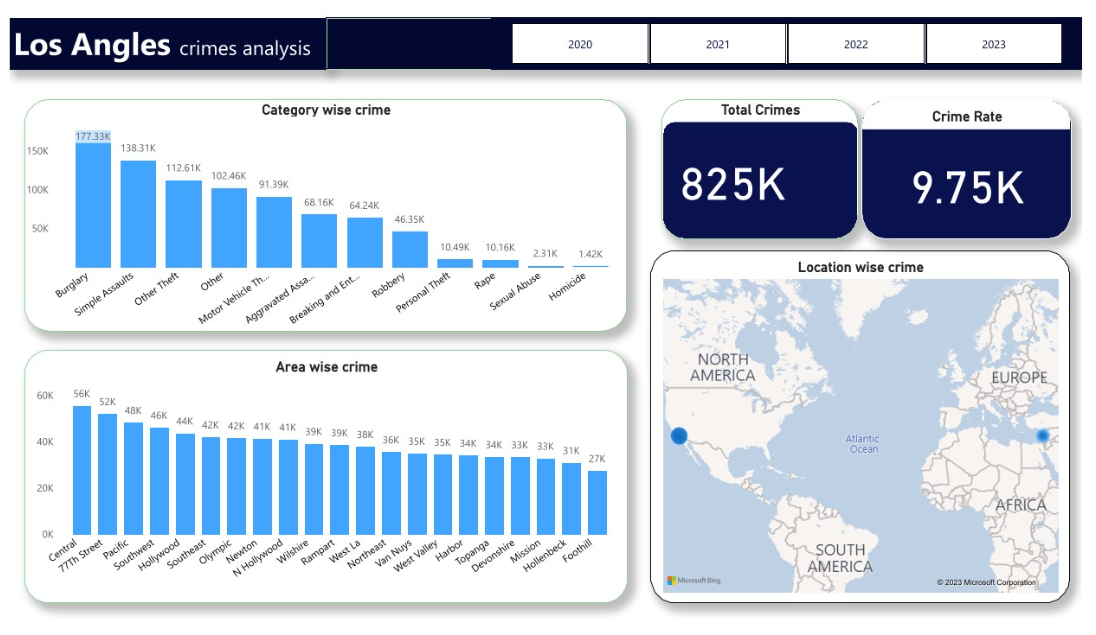 Los Angles crimes analysis
2020
2021
2022
2023
Category wise crime
177.33K
138.31K
112.61K
102.46K
91.39K
68.16K
64.24K
46.35K
10.49K
10.16K
2.31K
1.42K
150K
100K
50K
Burglary
Simple Assaults
Other Theft
Other
Motor Vehicle Th...
Aggravated Assa...
Breaking and Ent...
Robbery
Personal Theft
Rape
Sexual Abuse
Homicide
Total Crimes
825K
Crime Rate
9.75K
Area wise crime
60K
40K
20K
0K
56K
52K
48K
46K
44K
42K
42K
41K
41K
39K
39K
38K
36K
35K
35K
34K
34K
33K
33K
31K
27K
Central
77Th Street
Pacific
Southwest
Hollywood
Southeast
Olympic
Newton
N Hollywood
Wilshire
Rampart
West La
Northeast
Van Nuys
West Valley
Harbor
Topanga
Devonshire
Mission
Hollenbeck
Foothill
Location wise crime
NORTH
AMERICA
EUROPE
Atlantic
Ocean
AFRICA
SOUTH
AMERICA
Microsoft Bing
© 2023 Microsoft Corporation